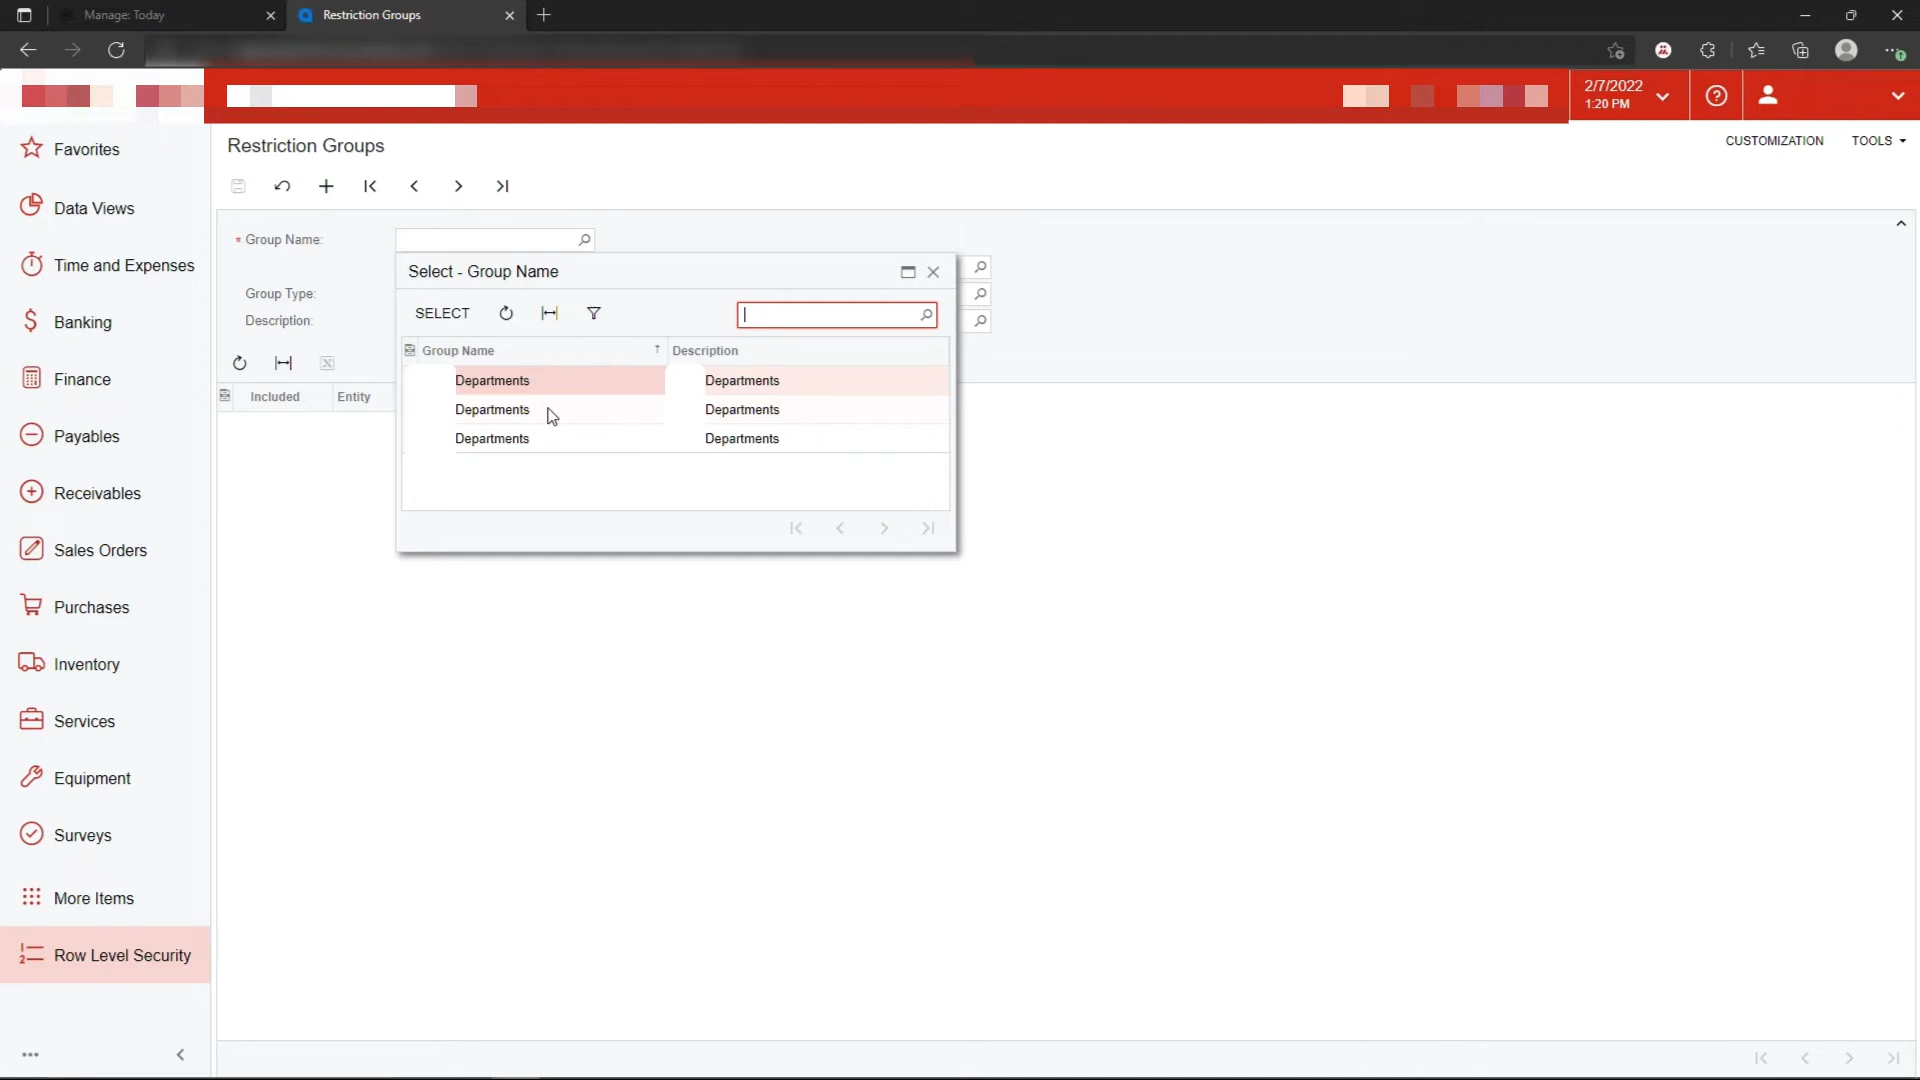 Manage: Today
Restriction Groups
2/7/2022
1:20 PM
Favorites
Data Views
Time and Expenses
Banking
Finance
Payables
Receivables
Sales Orders
Purchases
Inventory
Services
Equipment
Surveys
More Items
Row Level Security
Restriction Groups
CUSTOMIZATION
TOOLS
* Group Name:
Group Type:
Description:
Included Entity
Select - Group Name
SELECT
Group Name Description
Departments Departments
Departments Departments
Departments Departments